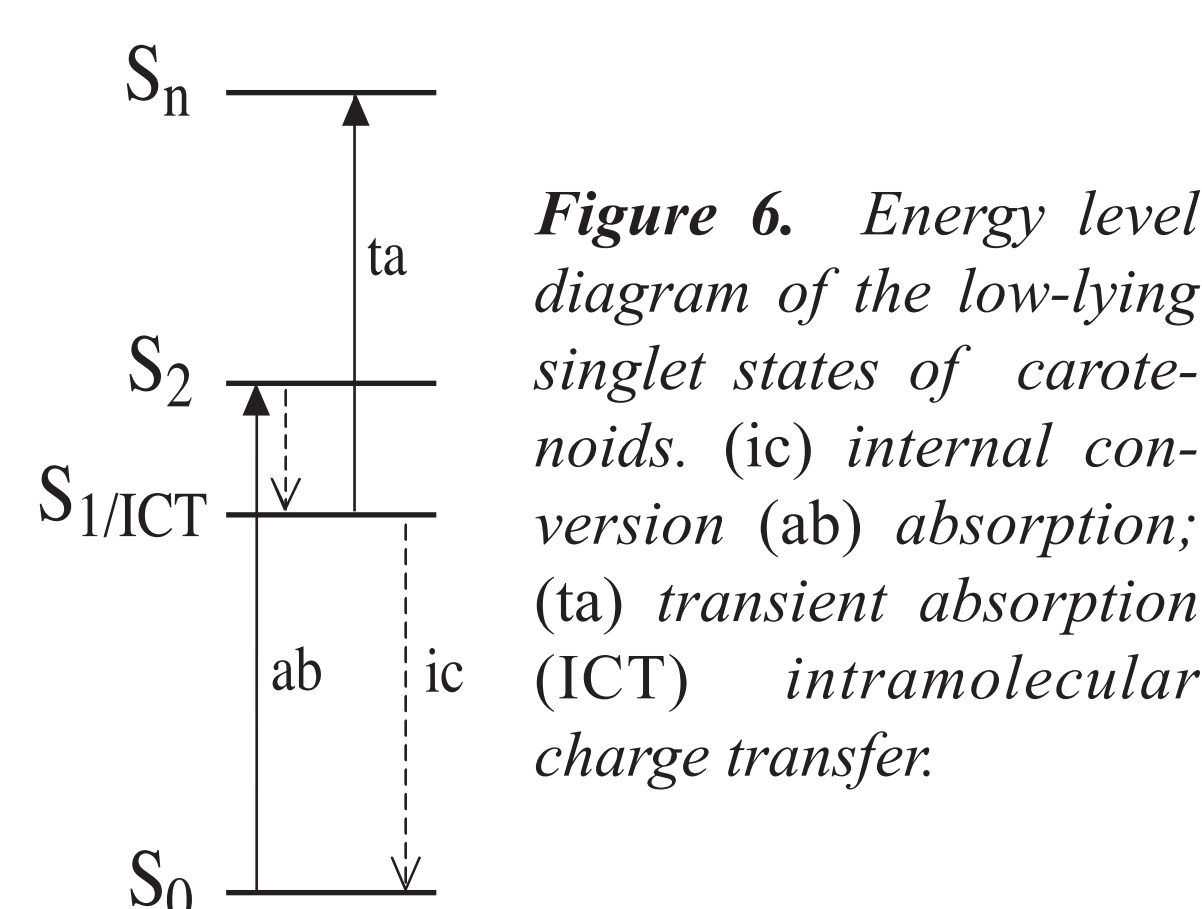 Sn
ta
S2
S1/ICT
ab
ic
S0
Figure 6. Energy level
diagram of the low-lying
singlet states of carote-
noids. (ic) internal con-
version (ab) absorption;
(ta) transient absorption
(ICT) intramolecular
charge transfer.